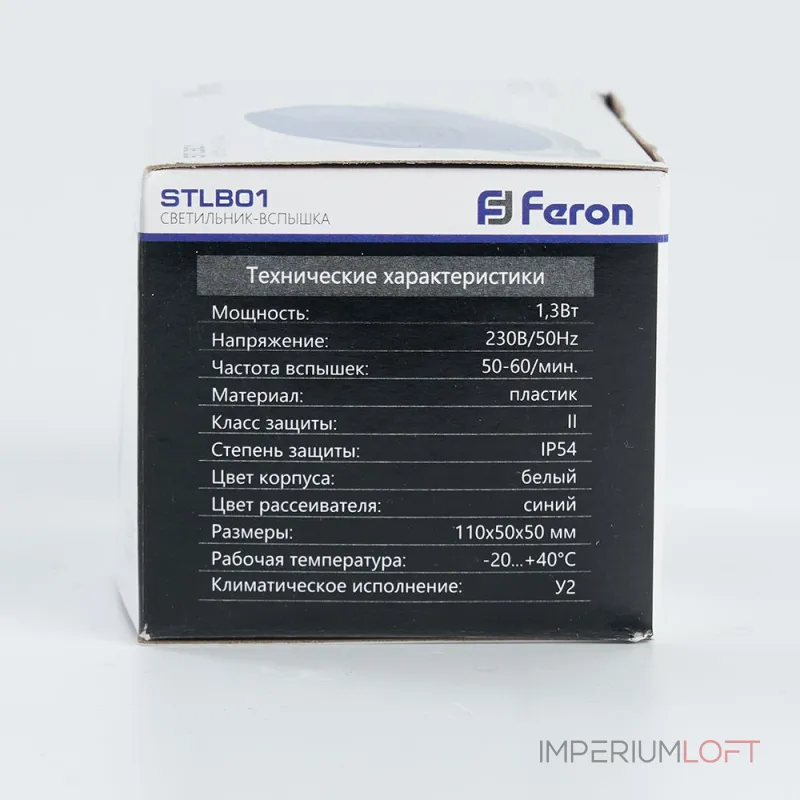 STLB01
СВЕТИЛЬНИК-ВСПЫШКА
Feron
Технические характеристики
Мощность: 1,3Вт
Напряжение: 230В/50Hz
Частота вспышек: 50-60/мин.
Материал: пластик
Класс защиты: II
Степень защиты: IP54
Цвет корпуса: белый
Цвет рассеивателя: синий
Размеры: 110x50x50 мм
Рабочая температура: -20...+40°C
Климатическое исполнение: У2
IMPERIUMLOFT